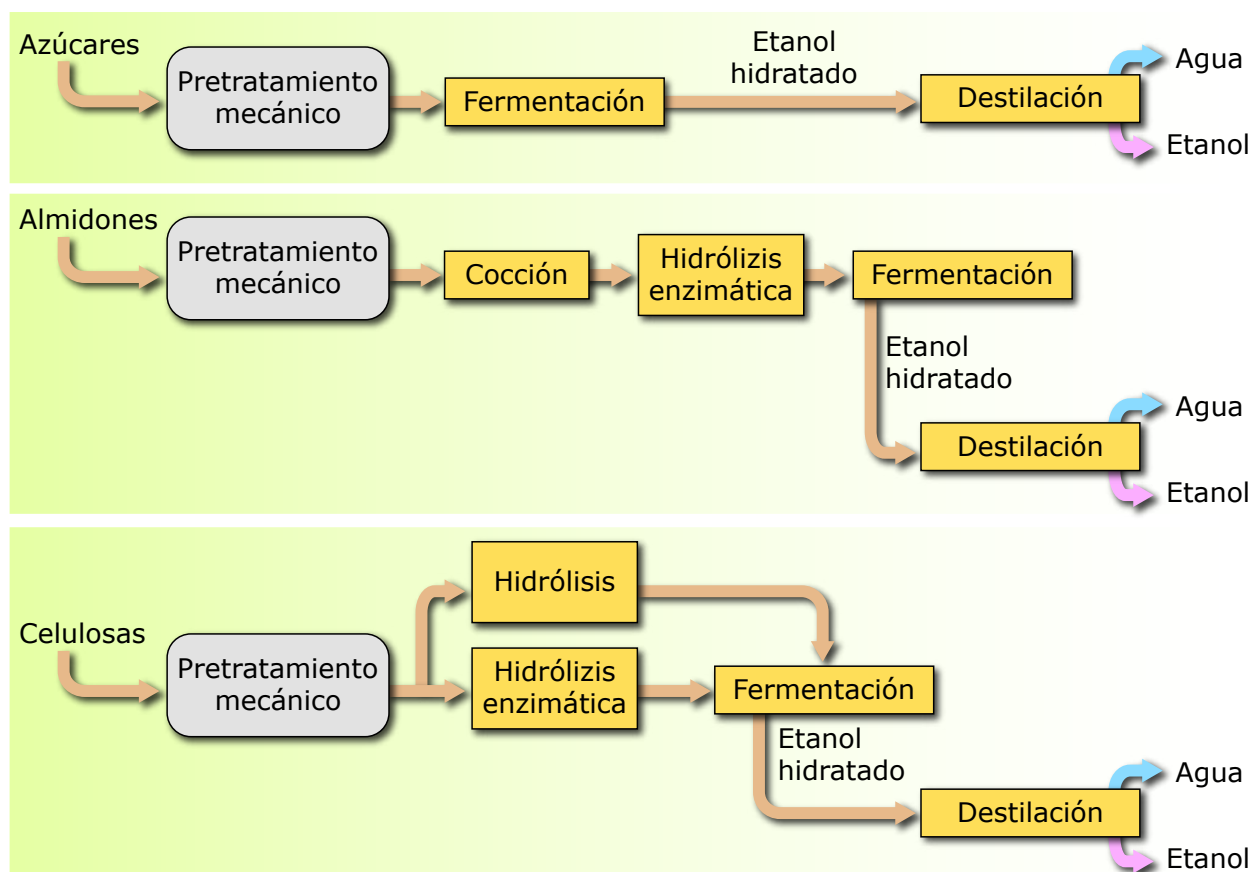 Azúcares
Pretratamiento
mecánico
Fermentación
Etanol
hidratado
Destilación
Agua
Etanol
Almidones
Pretratamiento
mecánico
Cocción
Hidrólizis
enzimática
Fermentación
Etanol
hidratado
Destilación
Agua
Etanol
Celulosas
Pretratamiento
mecánico
Hidrólisis
Hidrólizis
enzimática
Fermentación
Etanol
hidratado
Destilación
Agua
Etanol